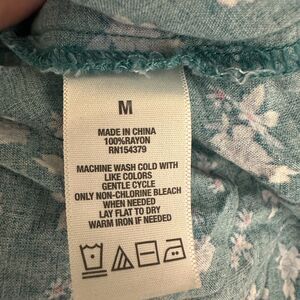 M
MADE IN CHINA
100%RAYON
RN154379
MACHINE WASH COLD WITH
LIKE COLORS
GENTLE CYCLE
ONLY NON-CHLORINE BLEACH
WHEN NEEDED
LAY FLAT TO DRY
WARM IRON IF NEEDED